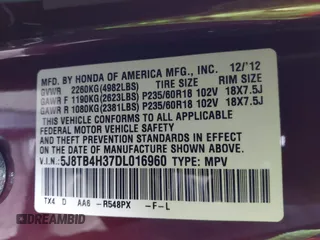 MFD. BY HONDA OF AMERICA MFG., INC. 12/'12
GVWR 2260KG(4982LBS) TIRE SIZE RIM SIZE
GAWR F 1190KG(2623LBS) P235/60R18 102V 18X7.5J
GAWR R 1080KG(2381LBS) P235/60R18 102V 18X7.5J
THIS VEHICLE CONFORMS TO ALL APPLICABLE
FEDERAL MOTOR VEHICLE SAFETY AND THEFT
PREVENTION STANDARDS IN EFFECT ON THE
DATE OF MANUFACTURE SHOWN ABOVE.
V.I.N.: 5J8TB4H37DL016960 TYPE: MPV
TX4 D AA6 -R548PX -F-L
DREAMBID